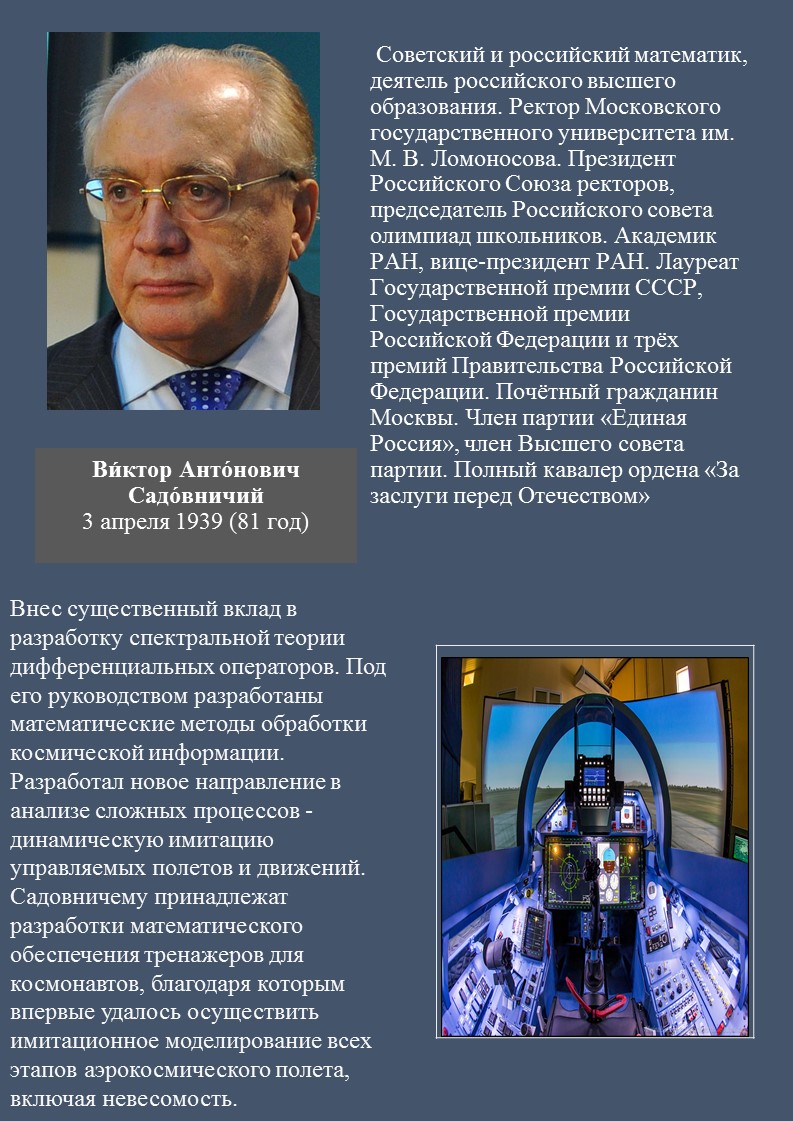 Советский и российский математик,
деятель российского высшего
образования. Ректор Московского
государственного университета им.
М. В. Ломоносова. Президент
Российского Союза ректоров,
председатель Российского совета
олимпиад школьников. Академик
РАН, вице-президент РАН. Лауреат
Государственной премии СССР,
Государственной премии
Российской Федерации и трёх
премий Правительства Российской
Федерации. Почётный гражданин
Москвы. Член партии «Единая
Россия», член Высшего совета
партии. Полный кавалер ордена «За
заслуги перед Отечеством»
Ви́ктор Анто́нович
Садо́вничий
3 апреля 1939 (81 год)
Внес существенный вклад в
разработку спектральной теории
дифференциальных операторов. Под
его руководством разработаны
математические методы обработки
космической информации.
Разработал новое направление в
анализе сложных процессов -
динамическую имитацию
управляемых полетов и движений.
Садовничему принадлежат
разработки математического
обеспечения тренажеров для
космонавтов, благодаря которым
впервые удалось осуществить
имитационное моделирование всех
этапов аэрокосмического полета,
включая невесомость.